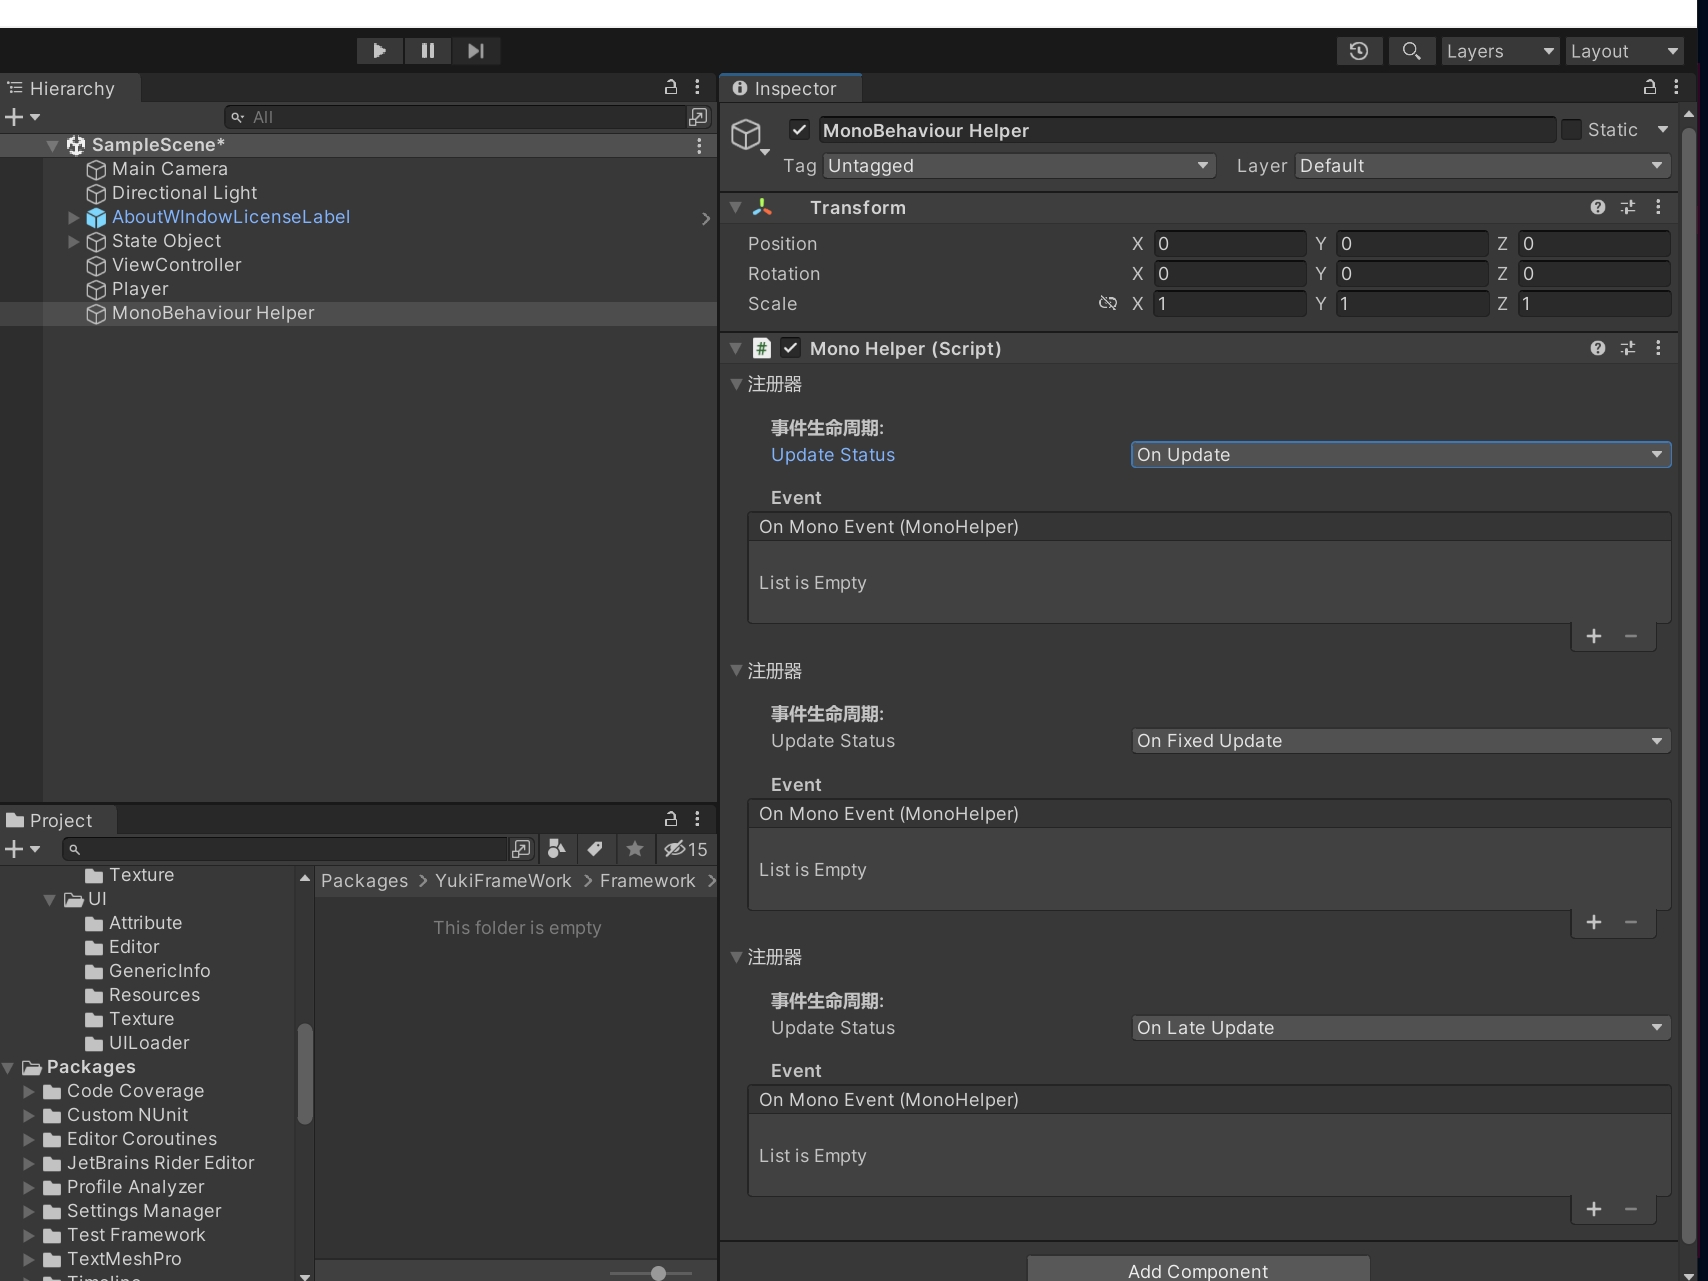 Layers
Layout
Hierarchy
All
SampleScene*
Main Camera
Directional Light
AboutWIndowLicenseLabel
State Object
ViewController
Player
MonoBehaviour Helper
Project
15
Texture
UI
Attribute
Editor
GenericInfo
Resources
Texture
UILoader
Packages
Code Coverage
Custom NUnit
Editor Coroutines
JetBrains Rider Editor
Profile Analyzer
Settings Manager
Test Framework
TextMeshPro
Timeline
Packages > YukiFrameWork > Framework >
This folder is empty
Inspector
MonoBehaviour Helper
Static
Tag Untagged Layer Default
Transform
Position X 0 Y 0 Z 0
Rotation X 0 Y 0 Z 0
Scale X 1 Y 1 Z 1
# Mono Helper (Script)
注册器
事件生命周期:
Update Status On Update
Event
On Mono Event (MonoHelper)
List is Empty
+ −
注册器
事件生命周期:
Update Status On Fixed Update
Event
On Mono Event (MonoHelper)
List is Empty
+ −
注册器
事件生命周期:
Update Status On Late Update
Event
On Mono Event (MonoHelper)
List is Empty
+ −
Add Component